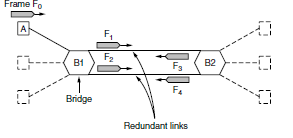 Frame F0
A
F1
F2
F3
F4
B1
B2
Bridge
Redundant links